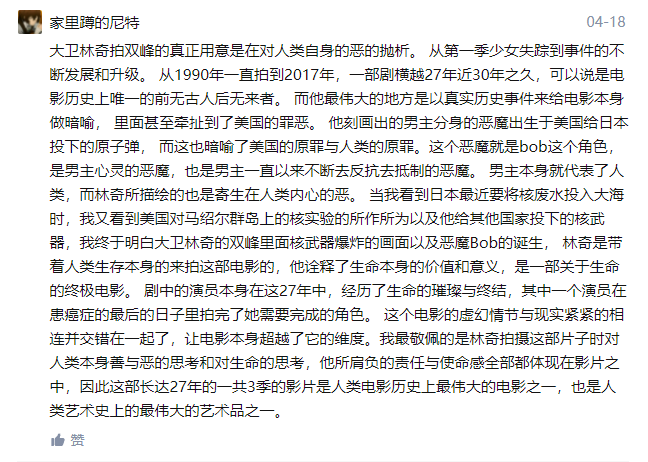 家里蹲的尼特
04-18
大卫林奇拍双峰的真正用意是在对人类自身的恶的抛析。 从第一季少女失踪到事件的不
断发展和升级。 从1990年一直拍到2017年，一部剧横越27年近30年之久，可以说是电
影历史上唯一的前无古人后无来者。 而他最伟大的地方是以真实历史事件来给电影本身
做暗喻， 里面甚至牵扯到了美国的罪恶。 他刻画出的男主分身的恶魔出生于美国给日本
投下的原子弹， 而这也暗喻了美国的原罪与人类的原罪。这个恶魔就是bob这个角色，
是男主心灵的恶魔，也是男主一直以来不断去反抗去抵制的恶魔。 男主本身就代表了人
类，而林奇所描绘的也是寄生在人类内心的恶。 当我看到日本最近要将核废水投入大海
时，我又看到美国对马绍尔群岛上的核实验的所作所为以及他给其他国家投下的核武
器，我终于明白大卫林奇的双峰里面核武器爆炸的画面以及恶魔Bob的诞生， 林奇是带
着人类生存本身的来拍这部电影的，他诠释了生命本身的价值和意义，是一部关于生命
的终极电影。 剧中的演员本身在这27年中，经历了生命的璀璨与终结，其中一个演员在
患癌症的最后的日子里拍完了她需要完成的角色。 这个电影的虚幻情节与现实紧紧的相
连并交错在一起了，让电影本身超越了它的维度。我最敬佩的是林奇拍摄这部片子时对
人类本身善与恶的思考和对生命的思考，他所肩负的责任与使命感全部都体现在影片之
中，因此这部长达27年的一共3季的影片是人类电影历史上最伟大的电影之一，也是人
类艺术史上的最伟大的艺术品之一。
赞